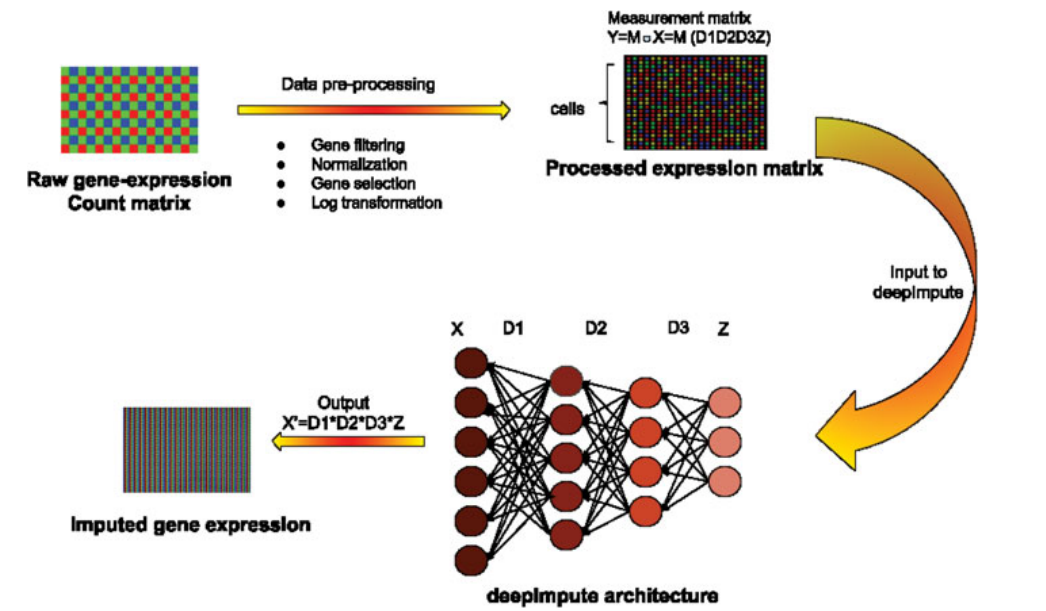 Measurement matrix
Y=M▫X=M (D1D2D3Z)
Data pre-processing
cells
● Gene filtering
● Normalization
● Gene selection
● Log transformation
Raw gene-expression
Count matrix
Processed expression matrix
Input to
deepImpute
X D1 D2 D3 Z
Output
X'=D1*D2*D3*Z
Imputed gene expression
deepImpute architecture